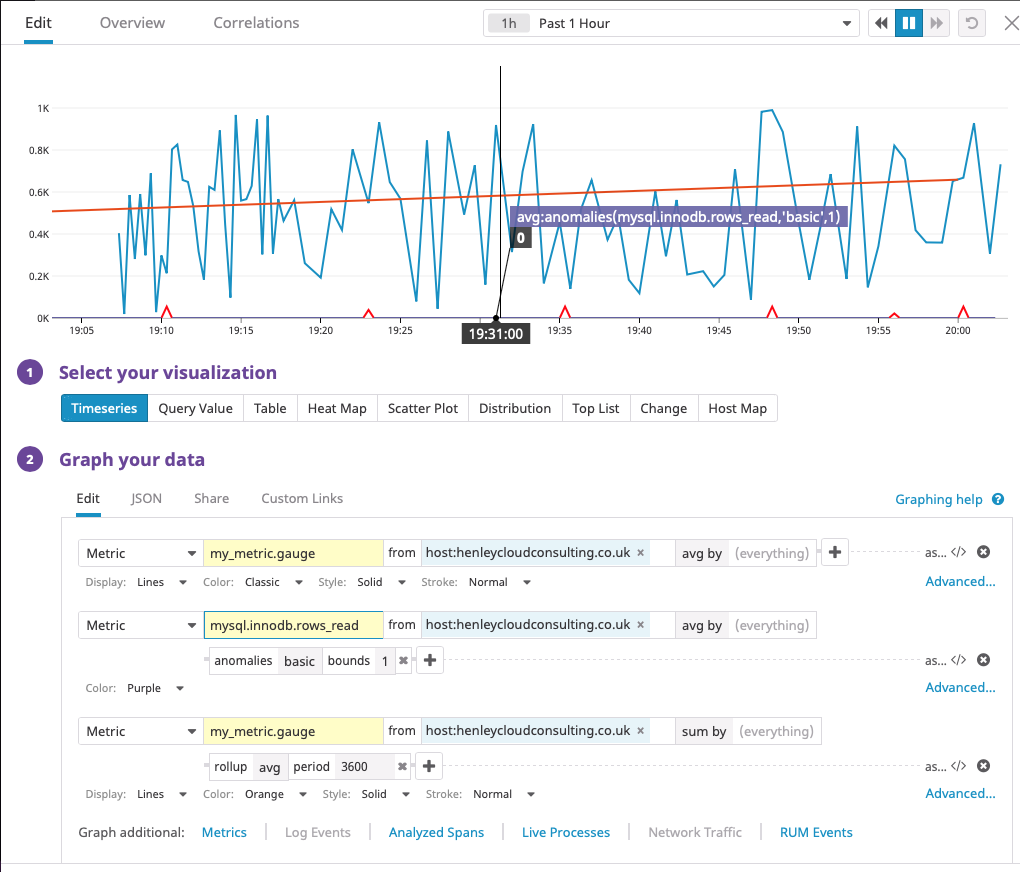 Edit Overview Correlations 1h Past 1 Hour
1K
0.8K
0.6K
avg:anomalies(mysql.innodb.rows_read,'basic',1)
0.4K 0
0.2K
0K
19:05 19:10 19:15 19:20 19:25 19:31:00 19:35 19:40 19:45 19:50 19:55 20:00
1 Select your visualization
Timeseries Query Value Table Heat Map Scatter Plot Distribution Top List Change Host Map
2 Graph your data
Edit JSON Share Custom Links Graphing help ?
Metric my_metric.gauge from host:henleycloudconsulting.co.uk × avg by (everything) + as... </>
Display: Lines Color: Classic Style: Solid Stroke: Normal Advanced...
Metric mysql.innodb.rows_read from host:henleycloudconsulting.co.uk × avg by (everything)
anomalies basic bounds 1 + as... </>
Color: Purple Advanced...
Metric my_metric.gauge from host:henleycloudconsulting.co.uk × sum by (everything)
rollup avg period 3600 + as... </>
Display: Lines Color: Orange Style: Solid Stroke: Normal Advanced...
Graph additional: Metrics Log Events Analyzed Spans Live Processes Network Traffic RUM Events